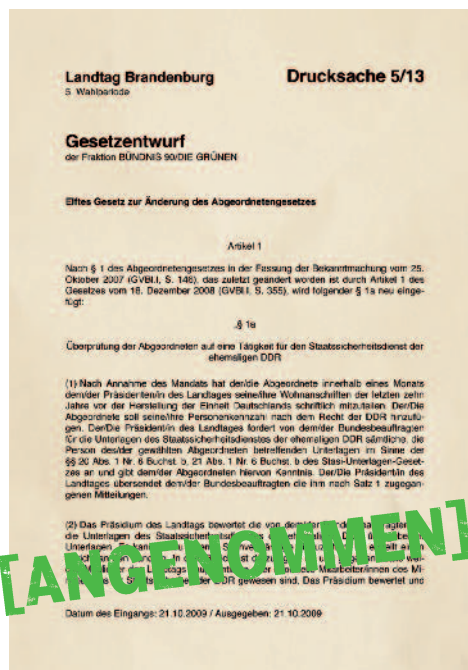 Landtag Brandenburg Drucksache 5/13
5. Wahlperiode
Gesetzentwurf
der Fraktion BÜNDNIS 90/DIE GRÜNEN
Elftes Gesetz zur Änderung des Abgeordnetengesetzes
Artikel 1
Nach § 1 des Abgeordnetengesetzes in der Fassung der Bekanntmachung vom 25.
Oktober 2007 (GVBl.I, S. 146), das zuletzt geändert worden ist durch Artikel 1 des
Gesetzes vom 18. Dezember 2008 (GVBl.I, S. 355), wird folgender § 1a neu einge-
fügt:
„§ 1a
Überprüfung der Abgeordneten auf eine Tätigkeit für den Staatssicherheitsdienst der
ehemaligen DDR
(1) Nach Annahme des Mandats hat der/die Abgeordnete innerhalb eines Monats
dem/der Präsidenten/in des Landtages seine/ihre Wohnanschriften der letzten zehn
Jahre vor der Herstellung der Einheit Deutschlands schriftlich mitzuteilen. Der/Die
Abgeordnete soll seine/ihre Personenkennzahl nach dem Recht der DDR hinzufü-
gen. Der/Die Präsident/in des Landtages fordert von dem/der Bundesbeauftragten
für die Unterlagen des Staatssicherheitsdienstes der ehemaligen DDR sämtliche, die
Person des/der gewählten Abgeordneten betreffenden Unterlagen im Sinne der
§§ 20 Abs. 1 Nr. 6 Buchst. b, 21 Abs. 1 Nr. 6 Buchst. b des Stasi-Unterlagen-Geset-
zes an und gibt dem/der Abgeordneten hiervon Kenntnis. Der/Die Präsident/in des
Landtages übersendet dem/der Bundesbeauftragten die ihm nach Satz 1 zugegan-
genen Mitteilungen.
(2) Das Präsidium des Landtags bewertet die von dem/der
die Unterlagen des
Unterlagen.
[ANGENOMMEN]
DDR gewesen sind. Das Präsidium bewertet und
Datum des Eingangs: 21.10.2009 / Ausgegeben: 21.10.2009